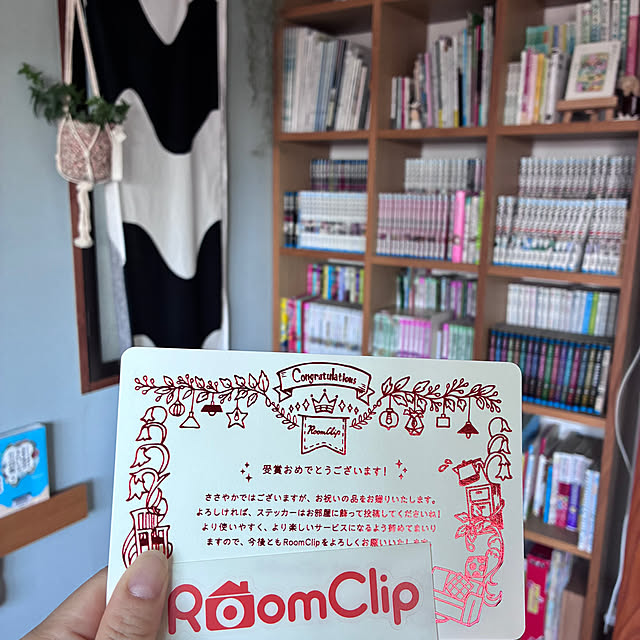 Congratulations
RoomClip
受賞おめでとうございます!
ささやかではございますが、お祝いの品をお贈りいたします。
よろしければ、ステッカーはお部屋に飾って投稿してくださいね!
より使いやすく、より楽しいサービスになるよう努めてまいり
ますので、今後ともRoomClipをよろしくお願いいたします
RoomClip